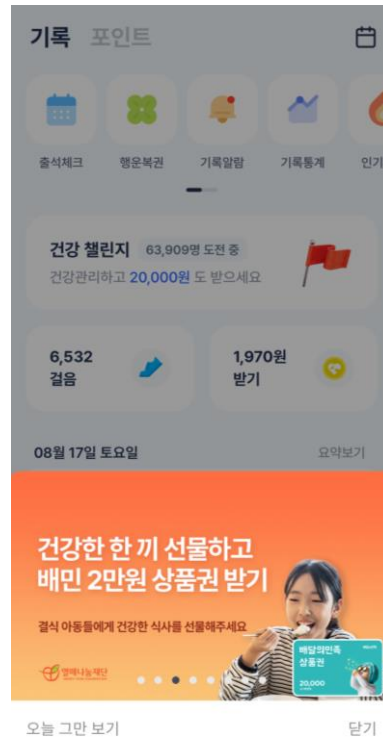 기록 포인트
출석체크 행운복권 기록알람 기록통계 인기
건강 챌린지 63,909명 도전 중
건강관리하고 20,000원 도 받으세요
6,532
걸음
1,970원
받기
08월 17일 토요일 요약보기
건강한 한 끼 선물하고
배민 2만원 상품권 받기
결식 아동들에게 건강한 식사를 선물해주세요
열매나눔재단
배달의민족
상품권
20,000
오늘 그만 보기 닫기